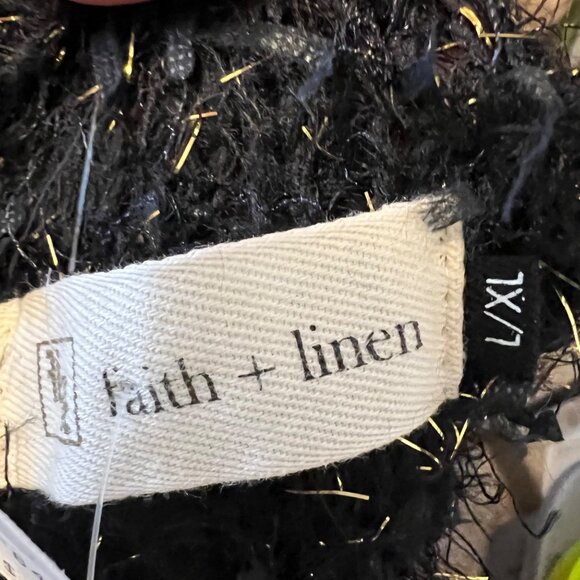 faith + linen
L/XL